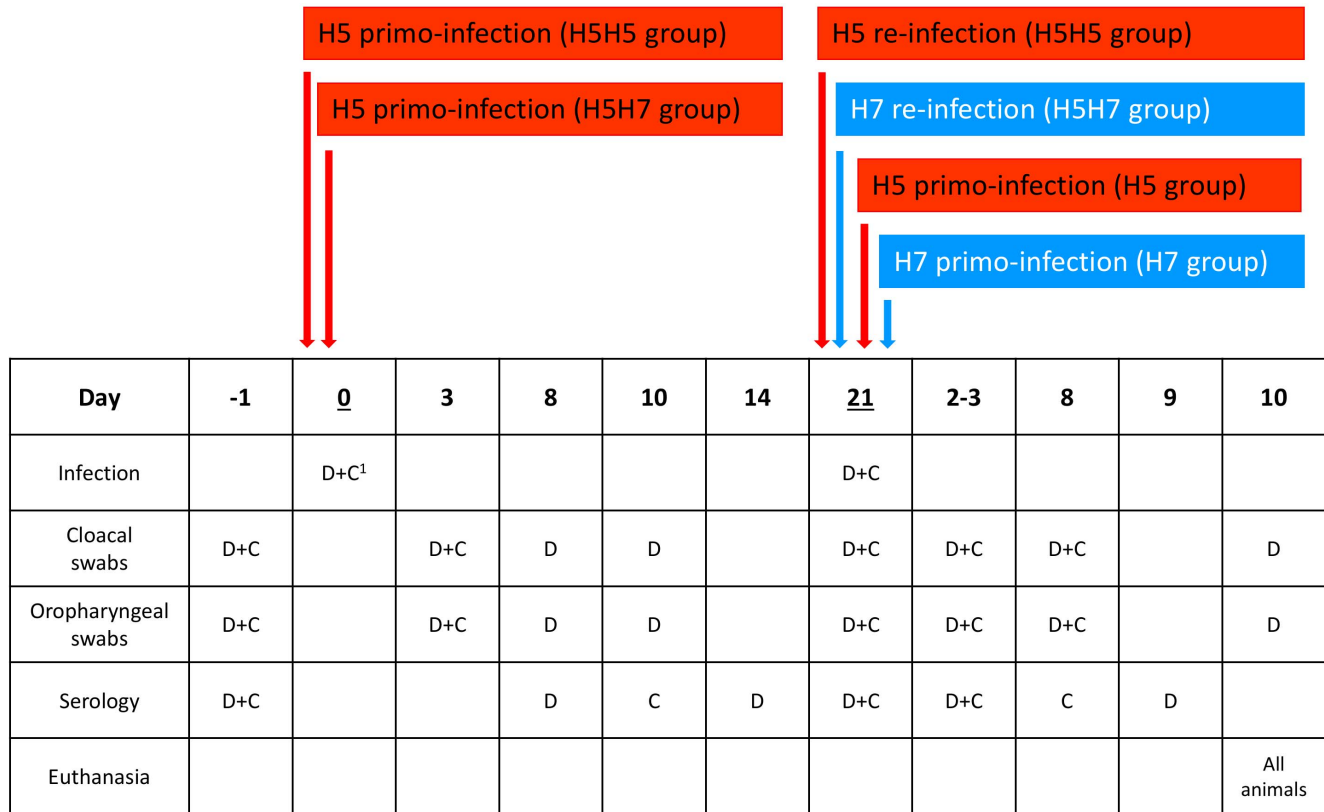 H5 primo-infection (H5H5 group)
H5 re-infection (H5H5 group)
H5 primo-infection (H5H7 group)
H7 re-infection (H5H7 group)
H5 primo-infection (H5 group)
H7 primo-infection (H7 group)
Day -1 0 3 8 10 14 21 2-3 8 9 10
Infection D+C¹ D+C
Cloacal
swabs D+C D+C D D D+C D+C D+C D
Oropharyngeal
swabs D+C D+C D D D+C D+C D+C D
Serology D+C D C D D+C D+C C D
Euthanasia All
animals